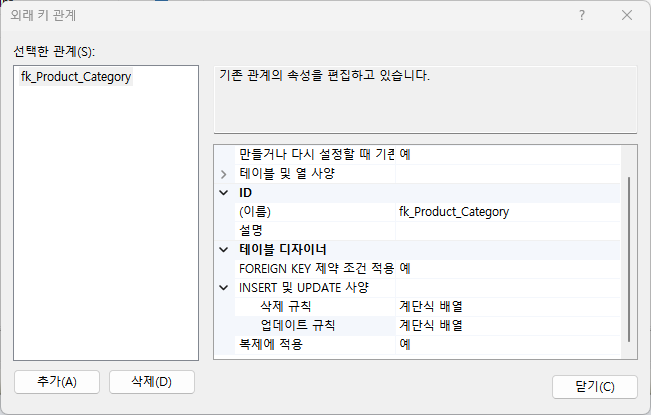 외래 키 관계
선택한 관계(S):
fk_Product_Category
기존 관계의 속성을 편집하고 있습니다.
만들거나 다시 설정할 때 기존 예
테이블 및 열 사양
ID
(이름) fk_Product_Category
설명
테이블 디자이너
FOREIGN KEY 제약 조건 적용 예
INSERT 및 UPDATE 사양
삭제 규칙 계단식 배열
업데이트 규칙 계단식 배열
복제에 적용 예
추가(A) 삭제(D)
닫기(C)